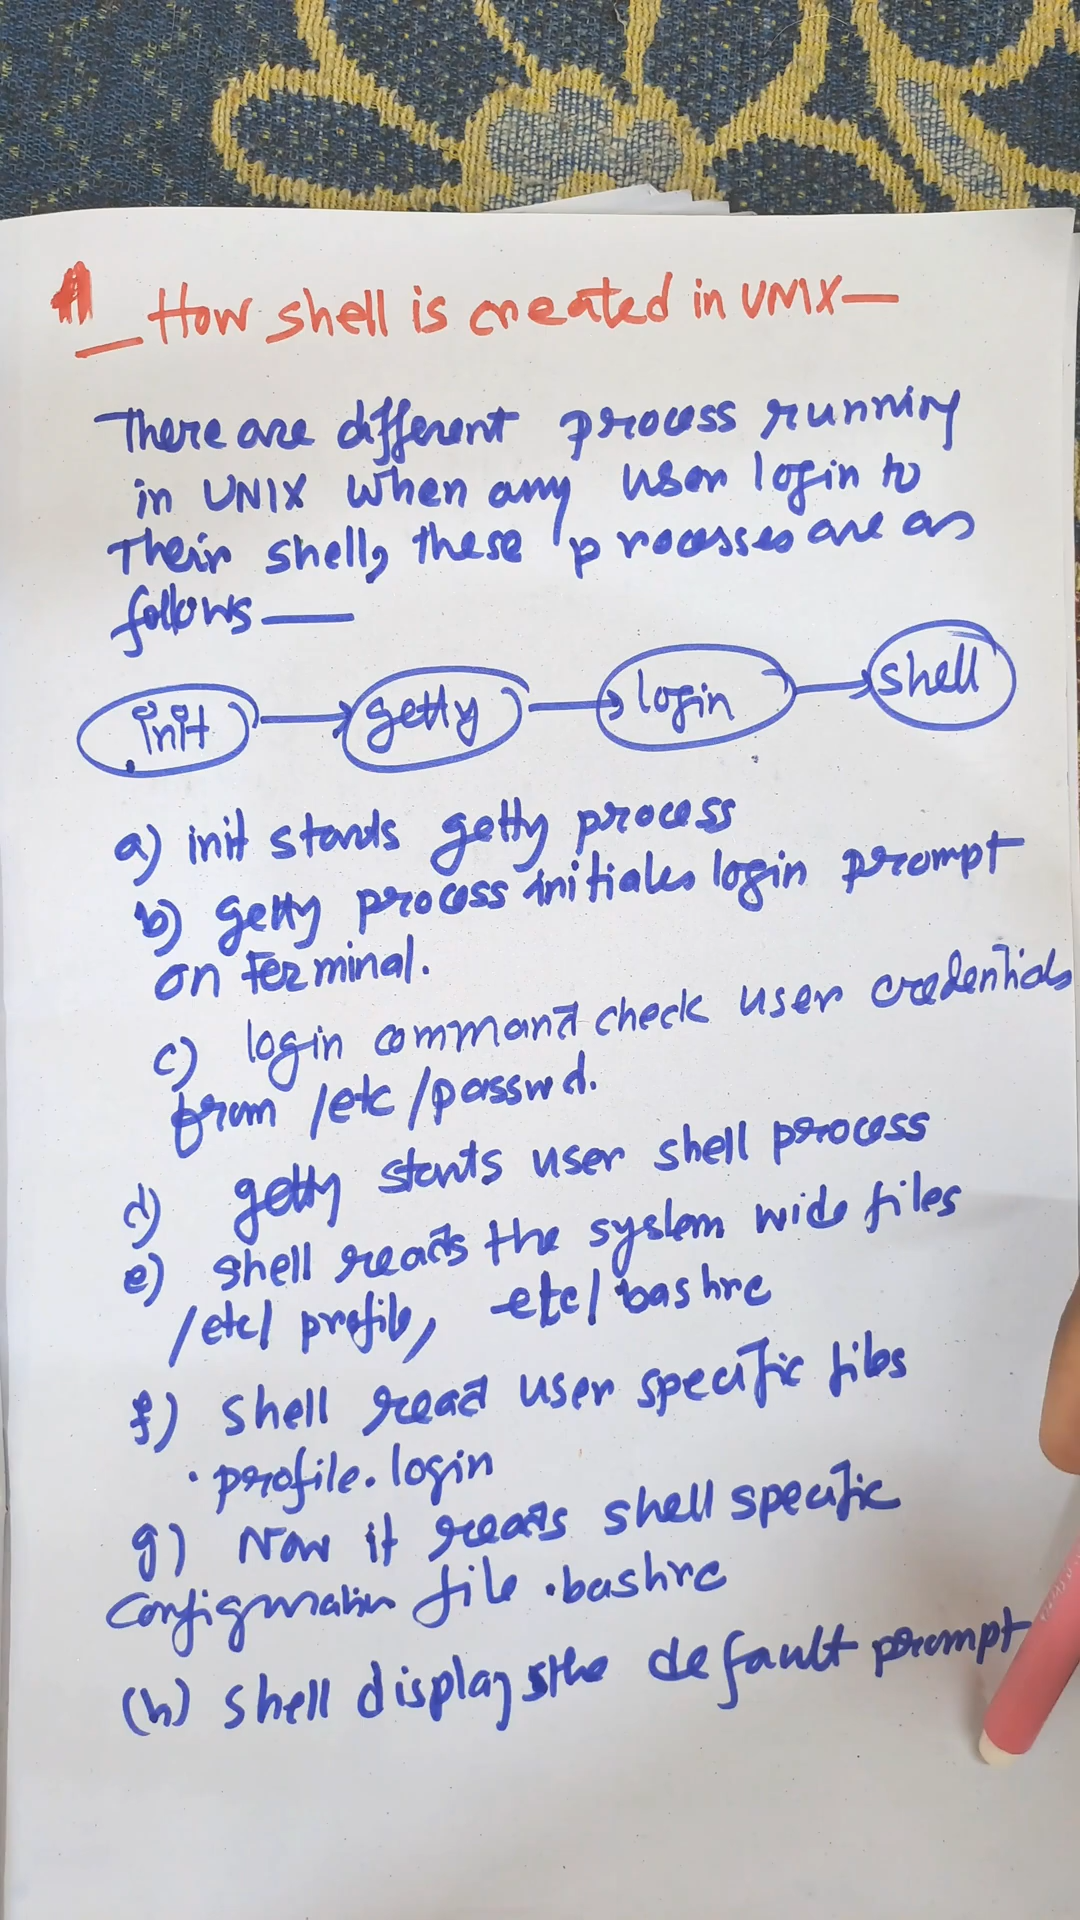 How shell is created in UNIX
There are different process running
in UNIX when any user login to
Their shell, these processes are as
follows
init getty login shell
a) init starts getty process
b) getty process initiates login prompt
on Terminal.
c) login command check user credentials
from /etc/passwd.
d) getty starts user shell process
e) shell reads the system wide files
/etc/profile, etc/bashrc
f) shell read user specific files
.profile.login
g) Now it reads shell specific
Configuration file .bashrc
(h) shell displays the default prompt